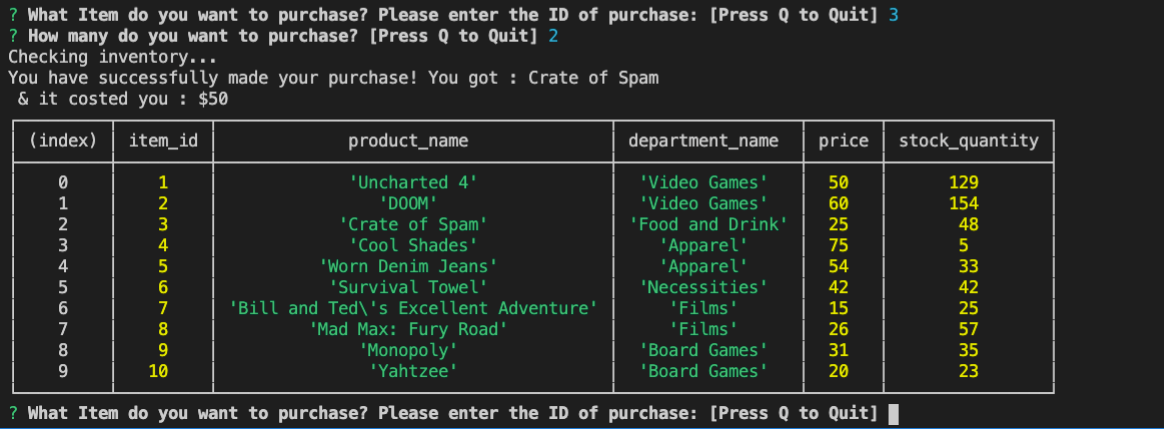 ? What Item do you want to purchase? Please enter the ID of purchase: [Press Q to Quit] 3
? How many do you want to purchase? [Press Q to Quit] 2
Checking inventory...
You have successfully made your purchase! You got : Crate of Spam
& it costed you : $50
(index) item_id product_name department_name price stock_quantity
0 1 'Uncharted 4' 'Video Games' 50 129
1 2 'DOOM' 'Video Games' 60 154
2 3 'Crate of Spam' 'Food and Drink' 25 48
3 4 'Cool Shades' 'Apparel' 75 5
4 5 'Worn Denim Jeans' 'Apparel' 54 33
5 6 'Survival Towel' 'Necessities' 42 42
6 7 'Bill and Ted\'s Excellent Adventure' 'Films' 15 25
7 8 'Mad Max: Fury Road' 'Films' 26 57
8 9 'Monopoly' 'Board Games' 31 35
9 10 'Yahtzee' 'Board Games' 20 23
? What Item do you want to purchase? Please enter the ID of purchase: [Press Q to Quit]